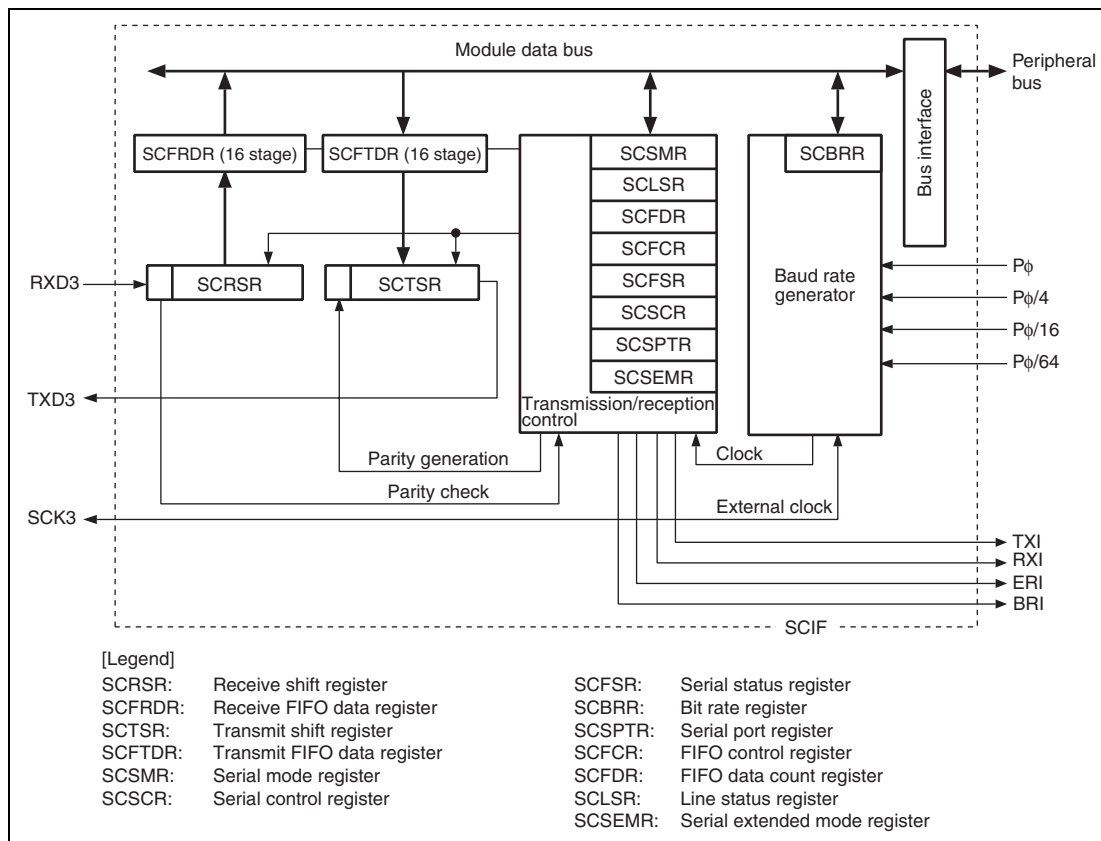 Module data bus
Peripheral
bus
Bus interface
SCFRDR (16 stage)
SCFTDR (16 stage)
SCSMR
SCLSR
SCFDR
SCFCR
SCFSR
SCSCR
SCSPTR
SCSEMR
Transmission/reception
control
SCBRR
Baud rate
generator
RXD3
SCRSR
SCTSR
Pϕ
Pϕ/4
Pϕ/16
Pϕ/64
TXD3
Parity generation
Parity check
Clock
External clock
SCK3
TXI
RXI
ERI
BRI
SCIF
[Legend]
SCRSR: Receive shift register
SCFRDR: Receive FIFO data register
SCTSR: Transmit shift register
SCFTDR: Transmit FIFO data register
SCSMR: Serial mode register
SCSCR: Serial control register
SCFSR: Serial status register
SCBRR: Bit rate register
SCSPTR: Serial port register
SCFCR: FIFO control register
SCFDR: FIFO data count register
SCLSR: Line status register
SCSEMR: Serial extended mode register